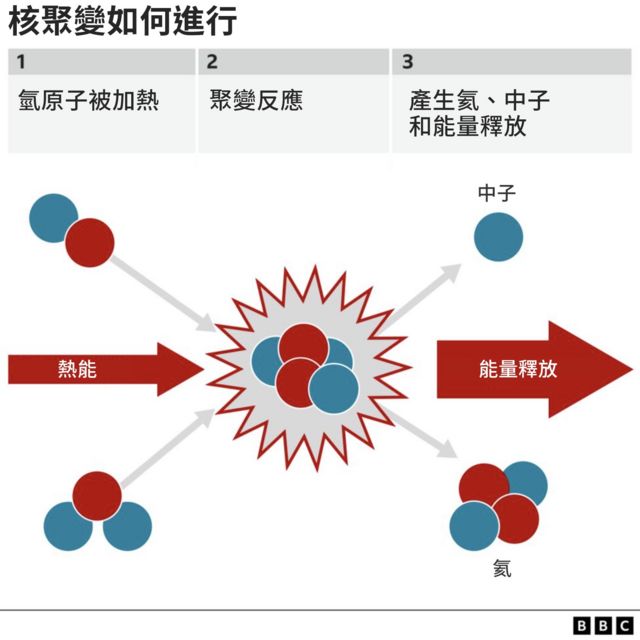 核聚變如何進行
1
氫原子被加熱
2
聚變反應
3
產生氦、中子
和能量釋放
中子
熱能
能量釋放
氦
BBC